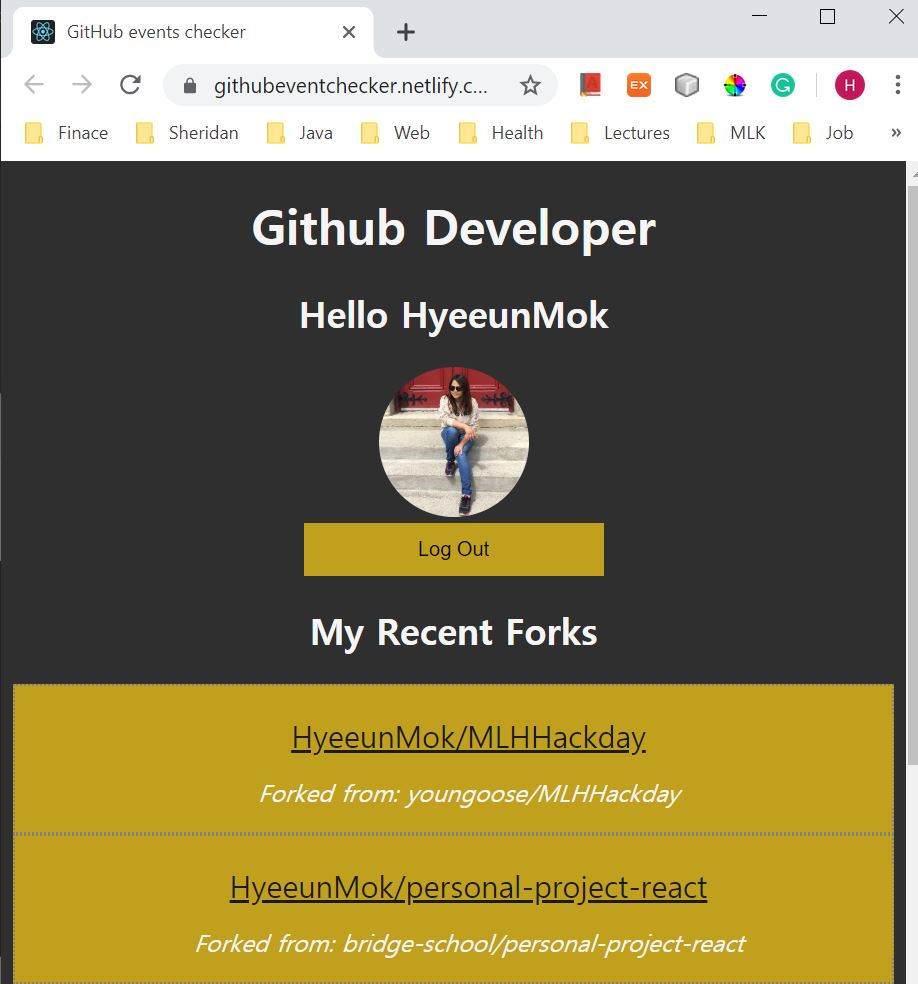 GitHub events checker
githubeventchecker.netlify.c...
EX
G
H
Finace
Sheridan
Java
Web
Health
Lectures
MLK
Job
»
Github Developer
Hello HyeeunMok
Log Out
My Recent Forks
HyeeunMok/MLHHackday
Forked from: youngoose/MLHHackday
HyeeunMok/personal-project-react
Forked from: bridge-school/personal-project-react